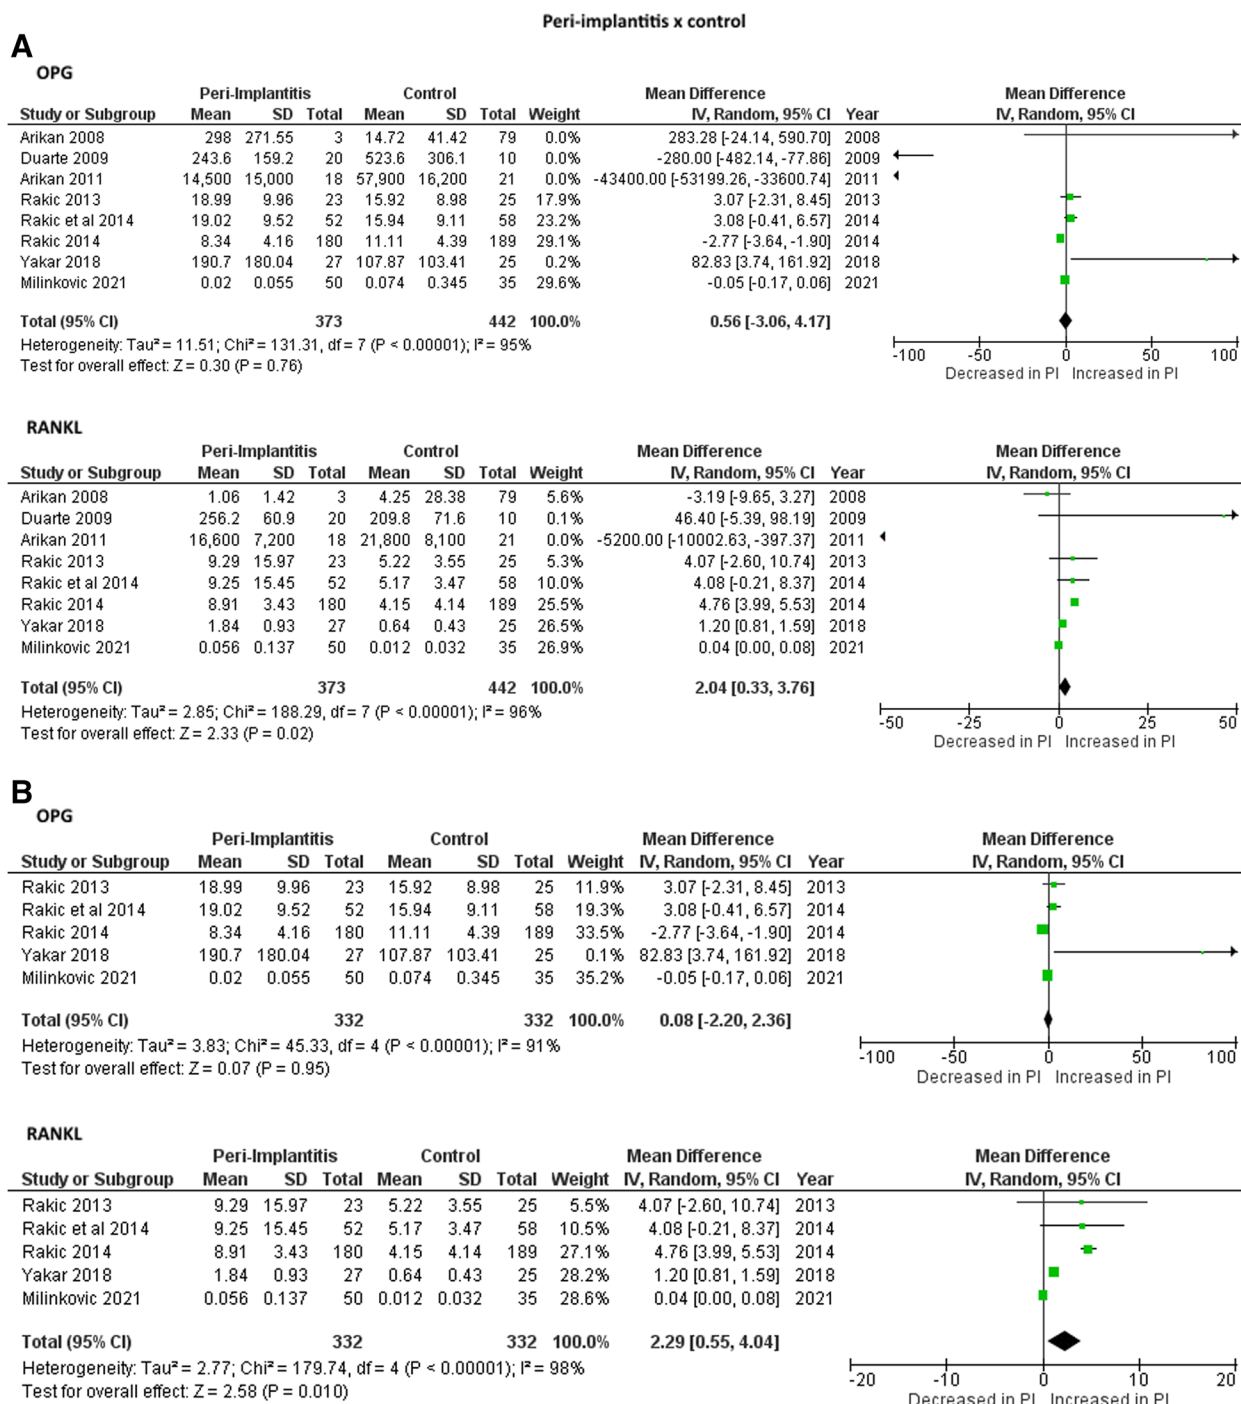 Peri-implantitis x control
A
OPG
Peri-Implantitis Control Mean Difference Mean Difference
Study or Subgroup Mean SD Total Mean SD Total Weight IV, Random, 95% CI Year IV, Random, 95% CI
Arikan 2008 298 271.55 3 14.72 41.42 79 0.0% 283.28 [-24.14, 590.70] 2008
Duarte 2009 243.6 159.2 20 523.6 306.1 10 0.0% -280.00 [-482.14, -77.86] 2009
Arikan 2011 14,500 15,000 18 57,900 16,200 21 0.0% -43400.00 [-53199.26, -33600.74] 2011
Rakic 2013 18.99 9.96 23 15.92 8.98 25 17.9% 3.07 [-2.31, 8.45] 2013
Rakic et al 2014 19.02 9.52 52 15.94 9.11 58 23.2% 3.08 [-0.41, 6.57] 2014
Rakic 2014 8.34 4.16 180 11.11 4.39 189 29.1% -2.77 [-3.64, -1.90] 2014
Yakar 2018 190.7 180.04 27 107.87 103.41 25 0.2% 82.83 [3.74, 161.92] 2018
Milinkovic 2021 0.02 0.055 50 0.074 0.345 35 29.6% -0.05 [-0.17, 0.06] 2021
Total (95% CI) 373 442 100.0% 0.56 [-3.06, 4.17]
Heterogeneity: Tau² = 11.51; Chi² = 131.31, df = 7 (P < 0.00001); I² = 95%
Test for overall effect: Z = 0.30 (P = 0.76)
-100 -50 0 50 100
Decreased in PI Increased in PI
RANKL
Peri-Implantitis Control Mean Difference Mean Difference
Study or Subgroup Mean SD Total Mean SD Total Weight IV, Random, 95% CI Year IV, Random, 95% CI
Arikan 2008 1.06 1.42 3 4.25 28.38 79 5.6% -3.19 [-9.65, 3.27] 2008
Duarte 2009 256.2 60.9 20 209.8 71.6 10 0.1% 46.40 [-5.39, 98.19] 2009
Arikan 2011 16,600 7,200 18 21,800 8,100 21 0.0% -5200.00 [-10002.63, -397.37] 2011
Rakic 2013 9.29 15.97 23 5.22 3.55 25 5.3% 4.07 [-2.60, 10.74] 2013
Rakic et al 2014 9.25 15.45 52 5.17 3.47 58 10.0% 4.08 [-0.21, 8.37] 2014
Rakic 2014 8.91 3.43 180 4.15 4.14 189 25.5% 4.76 [3.99, 5.53] 2014
Yakar 2018 1.84 0.93 27 0.64 0.43 25 26.5% 1.20 [0.81, 1.59] 2018
Milinkovic 2021 0.056 0.137 50 0.012 0.032 35 26.9% 0.04 [0.00, 0.08] 2021
Total (95% CI) 373 442 100.0% 2.04 [0.33, 3.76]
Heterogeneity: Tau² = 2.85; Chi² = 188.29, df = 7 (P < 0.00001); I² = 96%
Test for overall effect: Z = 2.33 (P = 0.02)
-50 -25 0 25 50
Decreased in PI Increased in PI
B
OPG
Peri-Implantitis Control Mean Difference Mean Difference
Study or Subgroup Mean SD Total Mean SD Total Weight IV, Random, 95% CI Year IV, Random, 95% CI
Rakic 2013 18.99 9.96 23 15.92 8.98 25 11.9% 3.07 [-2.31, 8.45] 2013
Rakic et al 2014 19.02 9.52 52 15.94 9.11 58 19.3% 3.08 [-0.41, 6.57] 2014
Rakic 2014 8.34 4.16 180 11.11 4.39 189 33.5% -2.77 [-3.64, -1.90] 2014
Yakar 2018 190.7 180.04 27 107.87 103.41 25 0.1% 82.83 [3.74, 161.92] 2018
Milinkovic 2021 0.02 0.055 50 0.074 0.345 35 35.2% -0.05 [-0.17, 0.06] 2021
Total (95% CI) 332 332 100.0% 0.08 [-2.20, 2.36]
Heterogeneity: Tau² = 3.83; Chi² = 45.33, df = 4 (P < 0.00001); I² = 91%
Test for overall effect: Z = 0.07 (P = 0.95)
-100 -50 0 50 100
Decreased in PI Increased in PI
RANKL
Peri-Implantitis Control Mean Difference Mean Difference
Study or Subgroup Mean SD Total Mean SD Total Weight IV, Random, 95% CI Year IV, Random, 95% CI
Rakic 2013 9.29 15.97 23 5.22 3.55 25 5.5% 4.07 [-2.60, 10.74] 2013
Rakic et al 2014 9.25 15.45 52 5.17 3.47 58 10.5% 4.08 [-0.21, 8.37] 2014
Rakic 2014 8.91 3.43 180 4.15 4.14 189 27.1% 4.76 [3.99, 5.53] 2014
Yakar 2018 1.84 0.93 27 0.64 0.43 25 28.2% 1.20 [0.81, 1.59] 2018
Milinkovic 2021 0.056 0.137 50 0.012 0.032 35 28.6% 0.04 [0.00, 0.08] 2021
Total (95% CI) 332 332 100.0% 2.29 [0.55, 4.04]
Heterogeneity: Tau² = 2.77; Chi² = 179.74, df = 4 (P < 0.00001); I² = 98%
Test for overall effect: Z = 2.58 (P = 0.010)
-20 -10 0 10 20
Decreased in PI Increased in PI